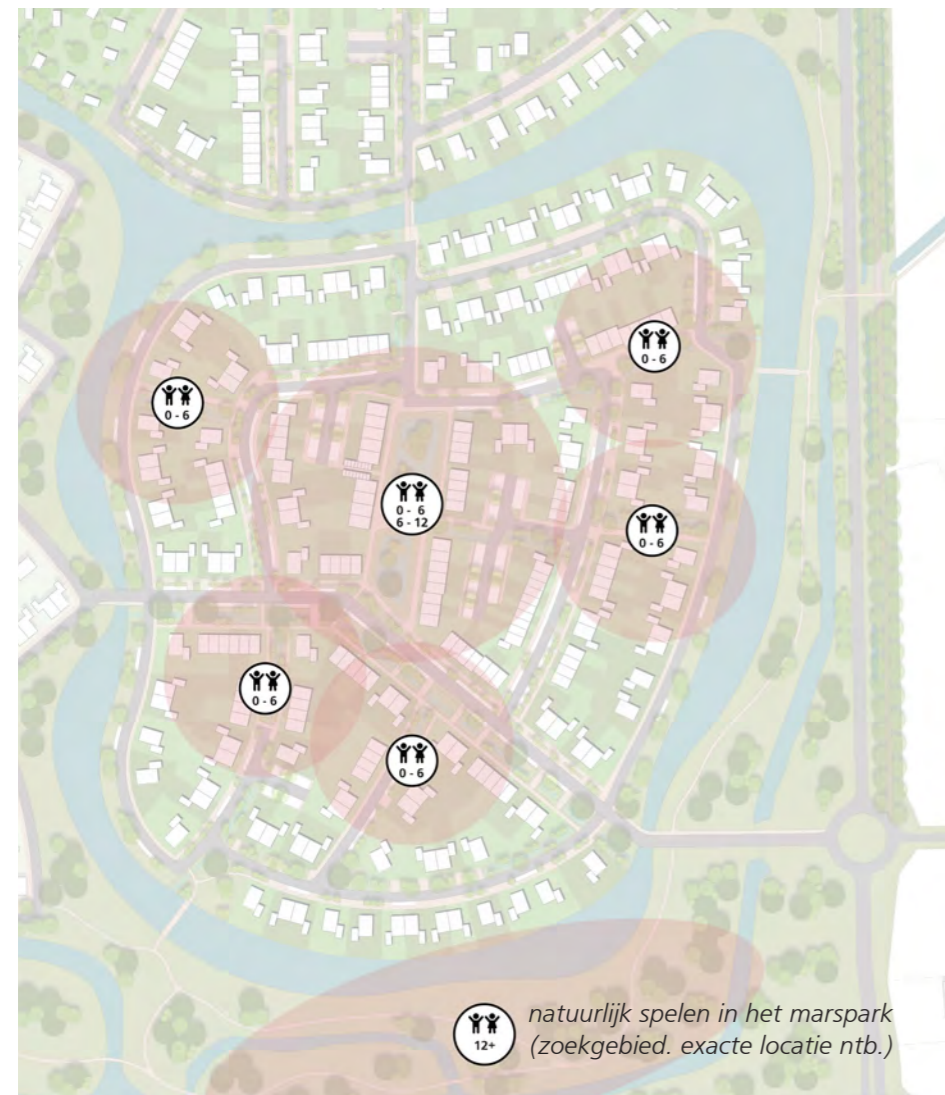 0 - 6
0 - 6
0 - 6
6 - 12
0 - 6
0 - 6
0 - 6
natuurlijk spelen in het marspark
12+
(zoekgebied. exacte locatie ntb.)